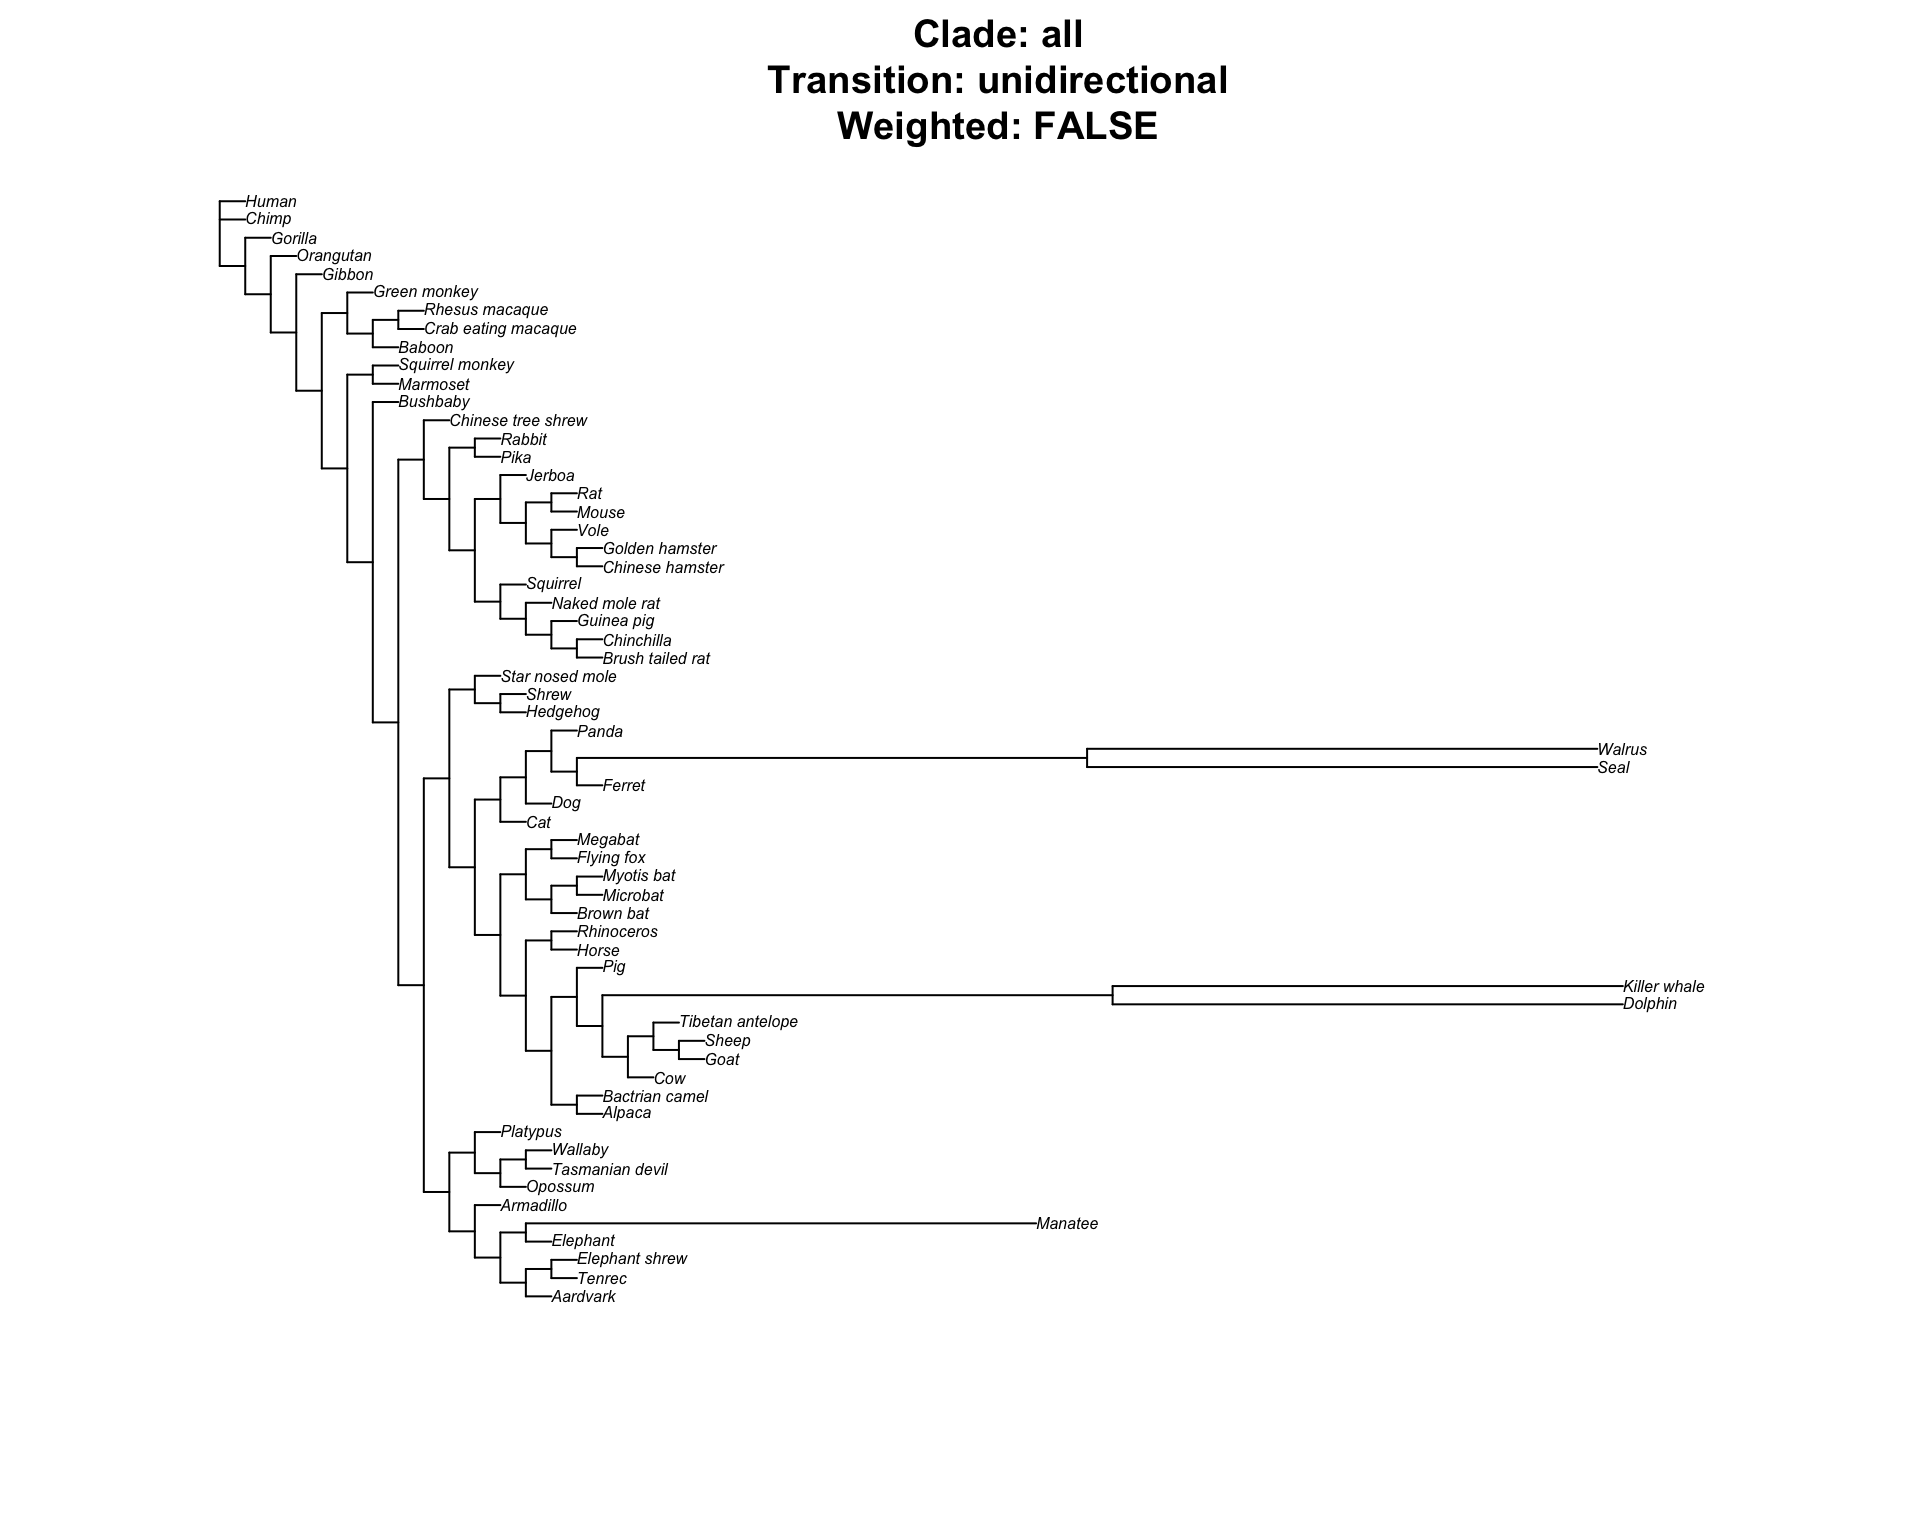 Clade: all
Transition: unidirectional
Weighted: FALSE
Human
Chimp
Gorilla
Orangutan
Gibbon
Green monkey
Rhesus macaque
Crab eating macaque
Baboon
Squirrel monkey
Marmoset
Bushbaby
Chinese tree shrew
Rabbit
Pika
Jerboa
Rat
Mouse
Vole
Golden hamster
Chinese hamster
Squirrel
Naked mole rat
Guinea pig
Chinchilla
Brush tailed rat
Star nosed mole
Shrew
Hedgehog
Panda
Walrus
Seal
Ferret
Dog
Cat
Megabat
Flying fox
Myotis bat
Microbat
Brown bat
Rhinoceros
Horse
Pig
Killer whale
Dolphin
Tibetan antelope
Sheep
Goat
Cow
Bactrian camel
Alpaca
Platypus
Wallaby
Tasmanian devil
Opossum
Armadillo
Manatee
Elephant
Elephant shrew
Tenrec
Aardvark